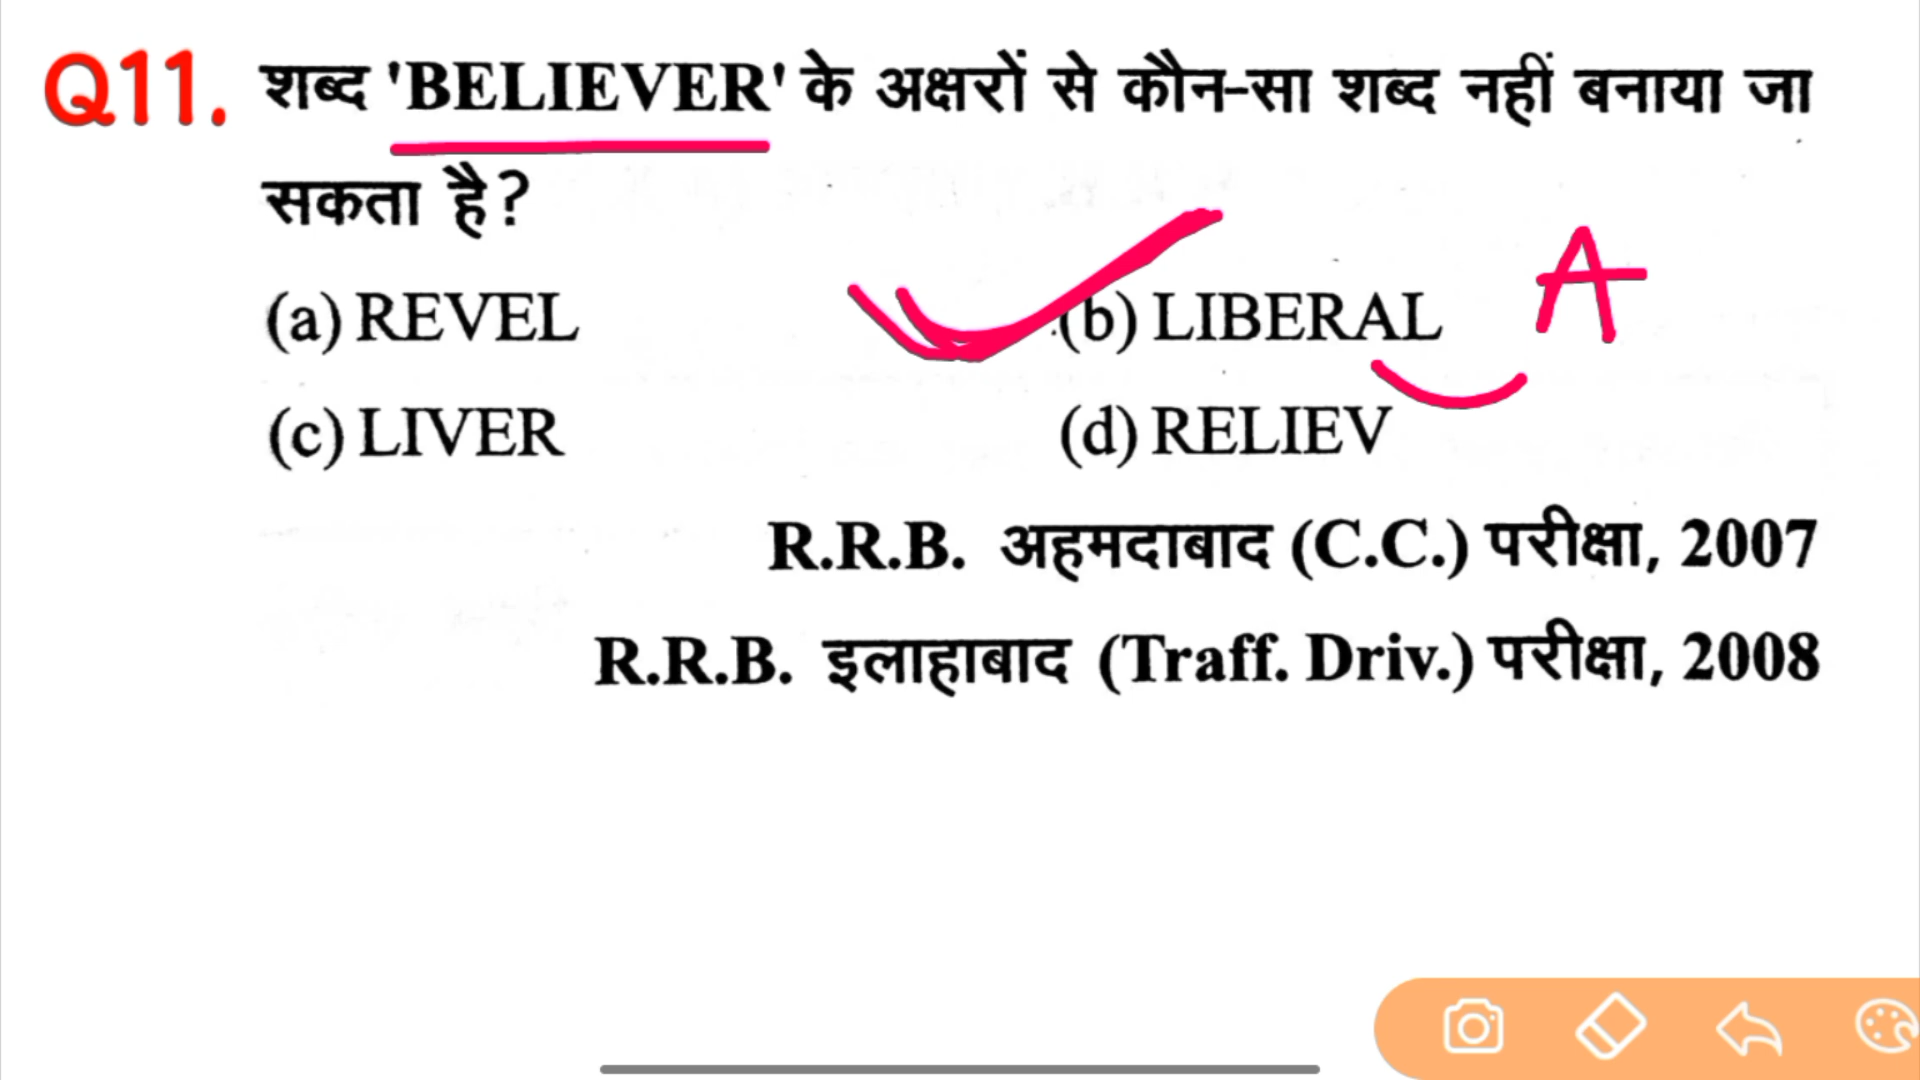 Q11. शब्द 'BELIEVER' के अक्षरों से कौन-सा शब्द नहीं बनाया जा
सकता है?
(a) REVEL (b) LIBERAL A
(c) LIVER (d) RELIEV
R.R.B. अहमदाबाद (C.C.) परीक्षा, 2007
R.R.B. इलाहाबाद (Traff. Driv.) परीक्षा, 2008